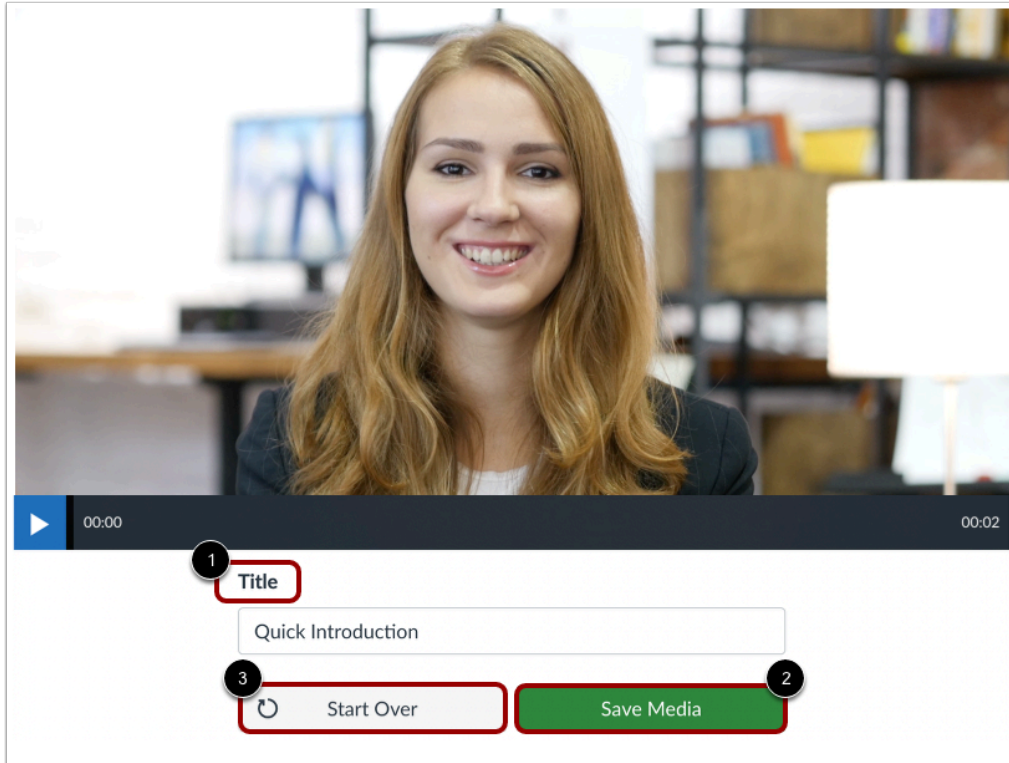 00:00 00:02
1
Title
Quick Introduction
3 2
Start Over Save Media